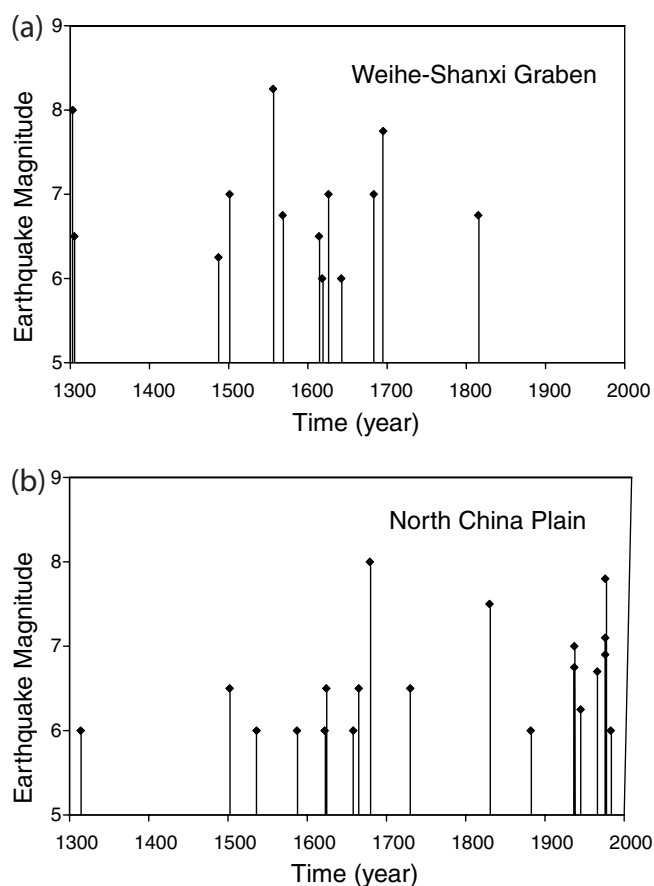 (a)
9
Weihe-Shanxi Graben
8
7
6
5
Earthquake Magnitude
1300 1400 1500 1600 1700 1800 1900 2000
Time (year)
(b)
9
North China Plain
8
7
6
5
Earthquake Magnitude
1300 1400 1500 1600 1700 1800 1900 2000
Time (year)